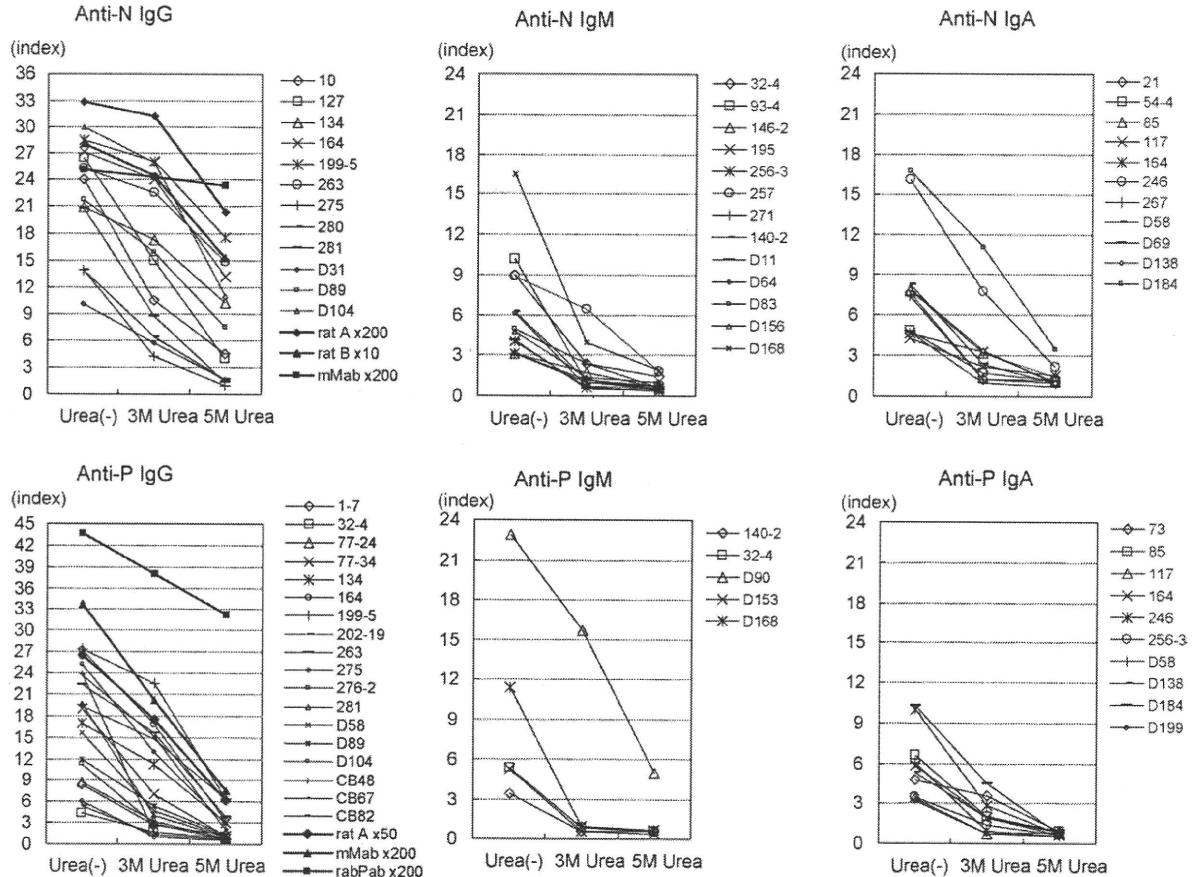 Anti-N IgG
(index)
36
33
30
27
24
21
18
15
12
9
6
3
0
Urea(-) 3M Urea 5M Urea
10
127
134
164
199-5
263
275
280
281
D31
D89
D104
rat A x200
rat B x10
mMab x200
Anti-N IgM
(index)
24
21
18
15
12
9
6
3
0
Urea(-) 3M Urea 5M Urea
32-4
93-4
146-2
195
256-3
257
271
140-2
D11
D64
D83
D156
D168
Anti-N IgA
(index)
24
21
18
15
12
9
6
3
0
Urea(-) 3M Urea 5M Urea
21
54-4
85
117
164
246
267
D58
D69
D138
D184
Anti-P IgG
(index)
45
42
39
36
33
30
27
24
21
18
15
12
9
6
3
0
Urea(-) 3M Urea 5M Urea
1-7
32-4
77-24
77-34
134
164
199-5
202-19
263
275
276-2
281
D58
D89
D104
CB48
CB67
CB82
rat A x50
mMab x200
rabPab x200
Anti-P IgM
(index)
24
21
18
15
12
9
6
3
0
Urea(-) 3M Urea 5M Urea
140-2
32-4
D90
D153
D168
Anti-P IgA
(index)
24
21
18
15
12
9
6
3
0
Urea(-) 3M Urea 5M Urea
73
85
117
164
246
256-3
D58
D138
D184
D199